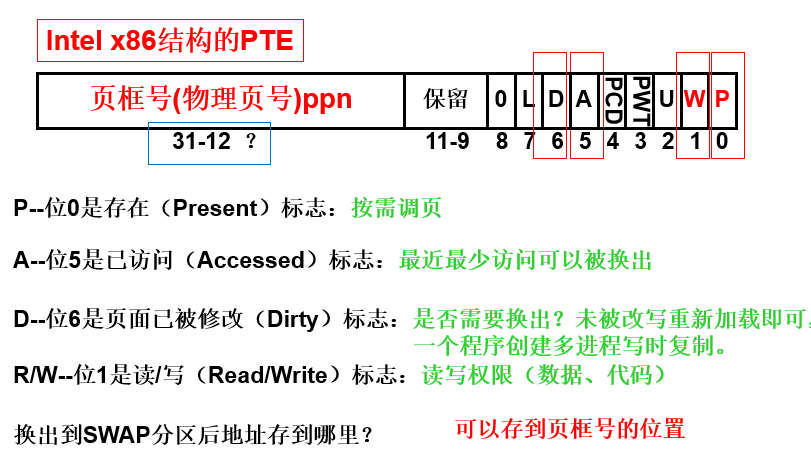 Intel x86结构的PTE
页框号(物理页号)ppn 保留 0 L D A PCD PWT U W P
31-12 ? 11-9 8 7 6 5 4 3 2 1 0
P--位0是存在（Present）标志：按需调页
A--位5是已访问（Accessed）标志：最近最少访问可以被换出
D--位6是页面已被修改（Dirty）标志：是否需要换出？未被改写重新加载即可，
一个程序创建多进程写时复制。
R/W--位1是读/写（Read/Write）标志：读写权限（数据、代码）
换出到SWAP分区后地址存到哪里？ 可以存到页框号的位置